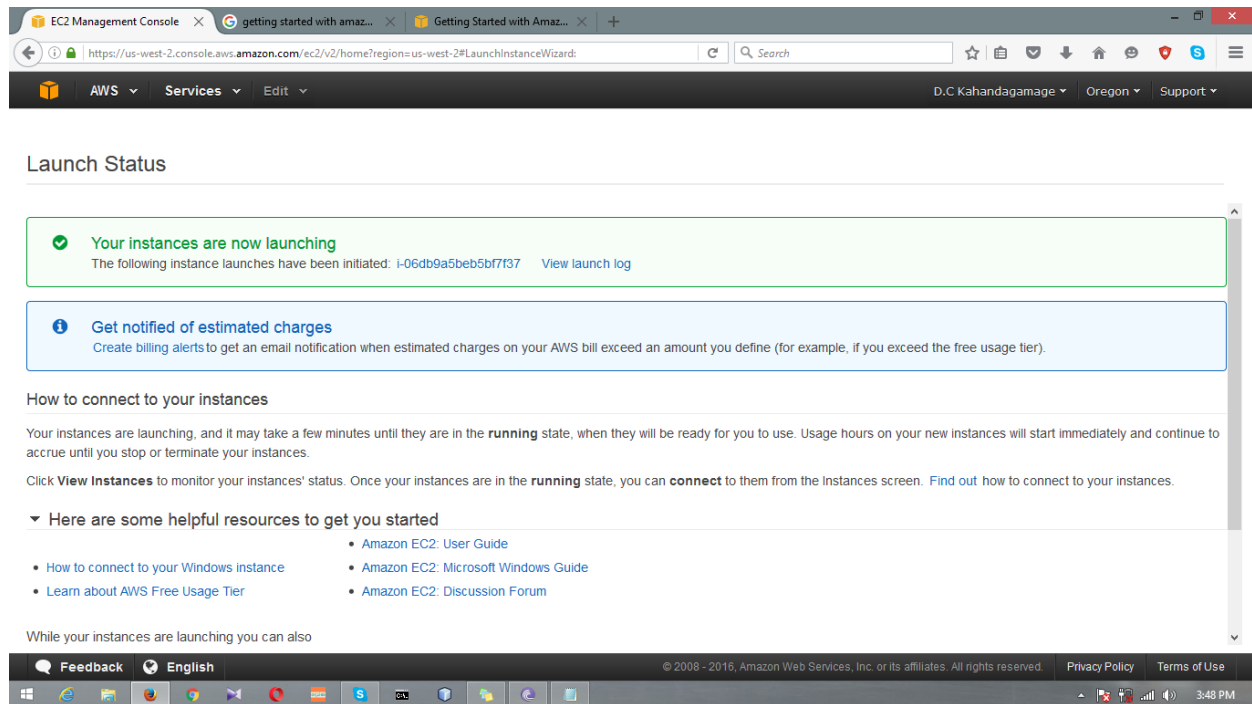 EC2 Management Console
getting started with amaz...
Getting Started with Amaz...
https://us-west-2.console.aws.amazon.com/ec2/v2/home?region=us-west-2#LaunchInstanceWizard:
Search
AWS Services Edit D.C Kahandagamage Oregon Support
Launch Status
Your instances are now launching
The following instance launches have been initiated: i-06db9a5beb5bf7f37 View launch log
Get notified of estimated charges
Create billing alerts to get an email notification when estimated charges on your AWS bill exceed an amount you define (for example, if you exceed the free usage tier).
How to connect to your instances
Your instances are launching, and it may take a few minutes until they are in the running state, when they will be ready for you to use. Usage hours on your new instances will start immediately and continue to
accrue until you stop or terminate your instances.
Click View Instances to monitor your instances' status. Once your instances are in the running state, you can connect to them from the Instances screen. Find out how to connect to your instances.
Here are some helpful resources to get you started
• Amazon EC2: User Guide
• How to connect to your Windows instance • Amazon EC2: Microsoft Windows Guide
• Learn about AWS Free Usage Tier • Amazon EC2: Discussion Forum
While your instances are launching you can also
Feedback English © 2008 - 2016, Amazon Web Services, Inc. or its affiliates. All rights reserved. Privacy Policy Terms of Use
3:48 PM